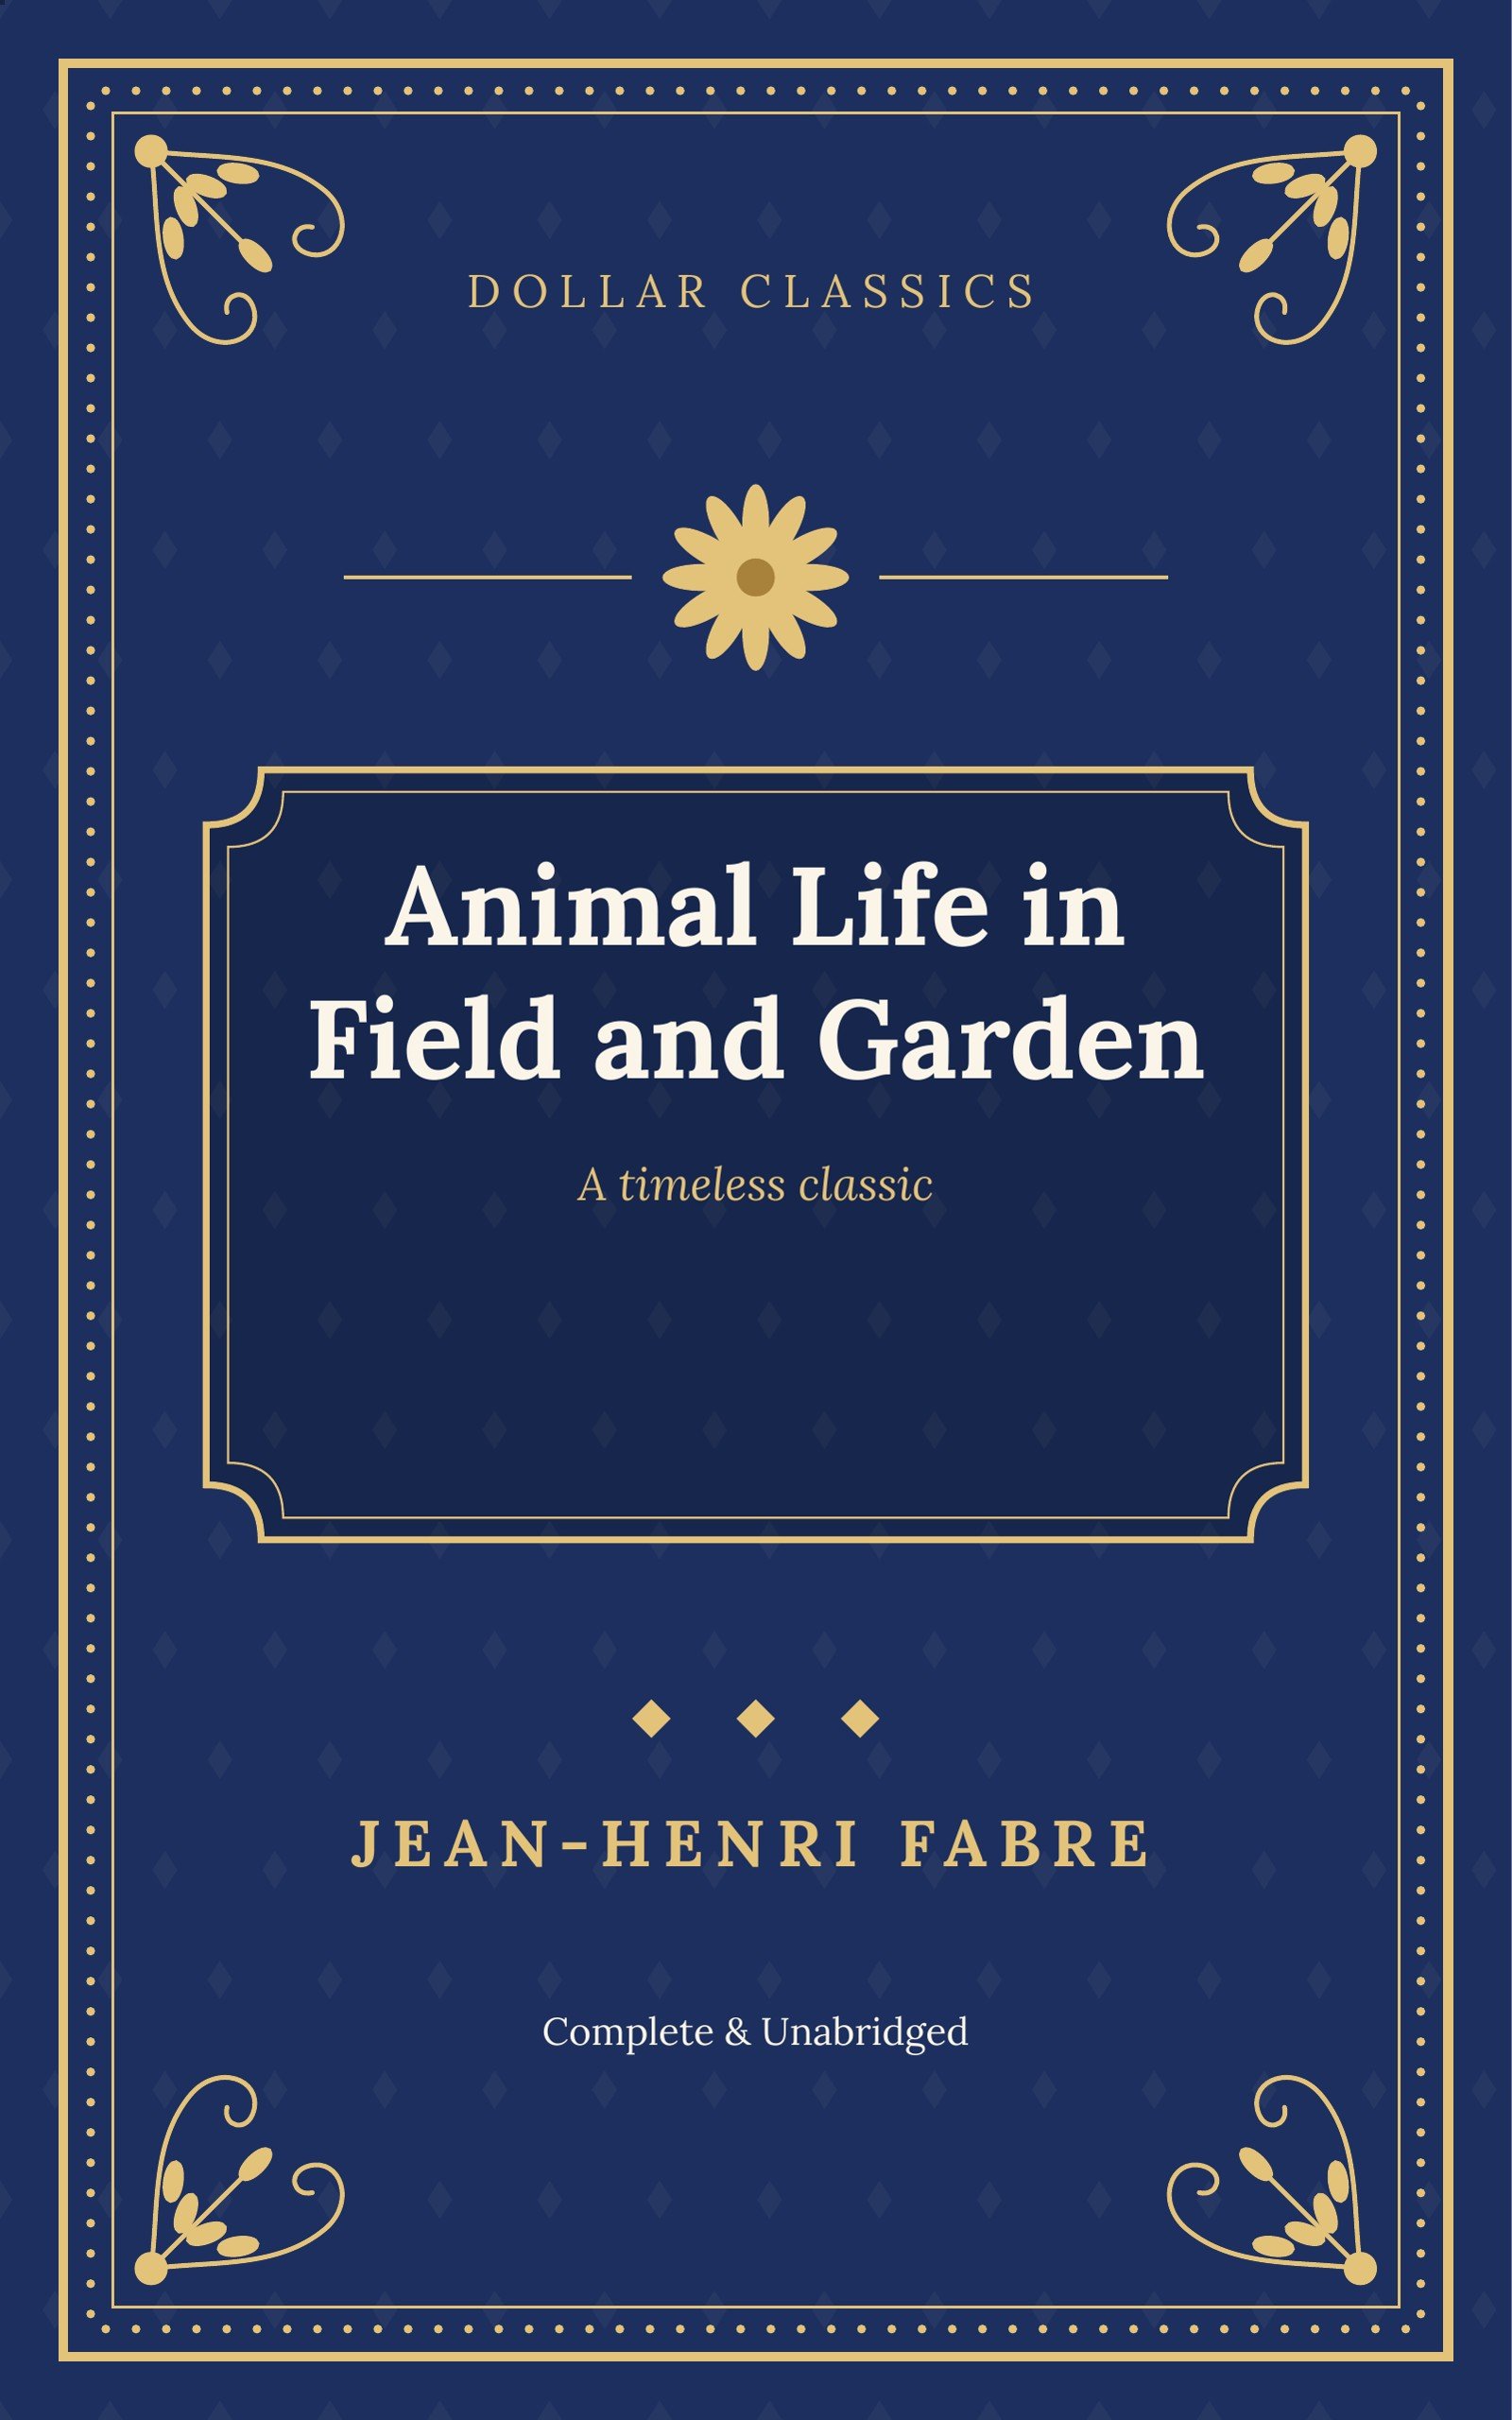 DOLLAR CLASSICS
Animal Life in
Field and Garden
A timeless classic
JEAN-HENRI FABRE
Complete & Unabridged